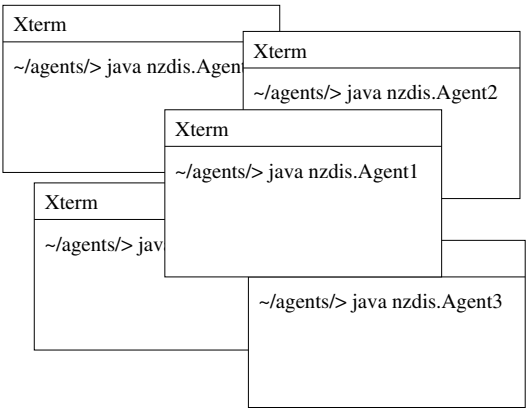 Xterm
~/agents/> java nzdis.Agent
Xterm
~/agents/> java nzdis.Agent2
Xterm
~/agents/> java nzdis.Agent1
Xterm
~/agents/> jav
~/agents/> java nzdis.Agent3